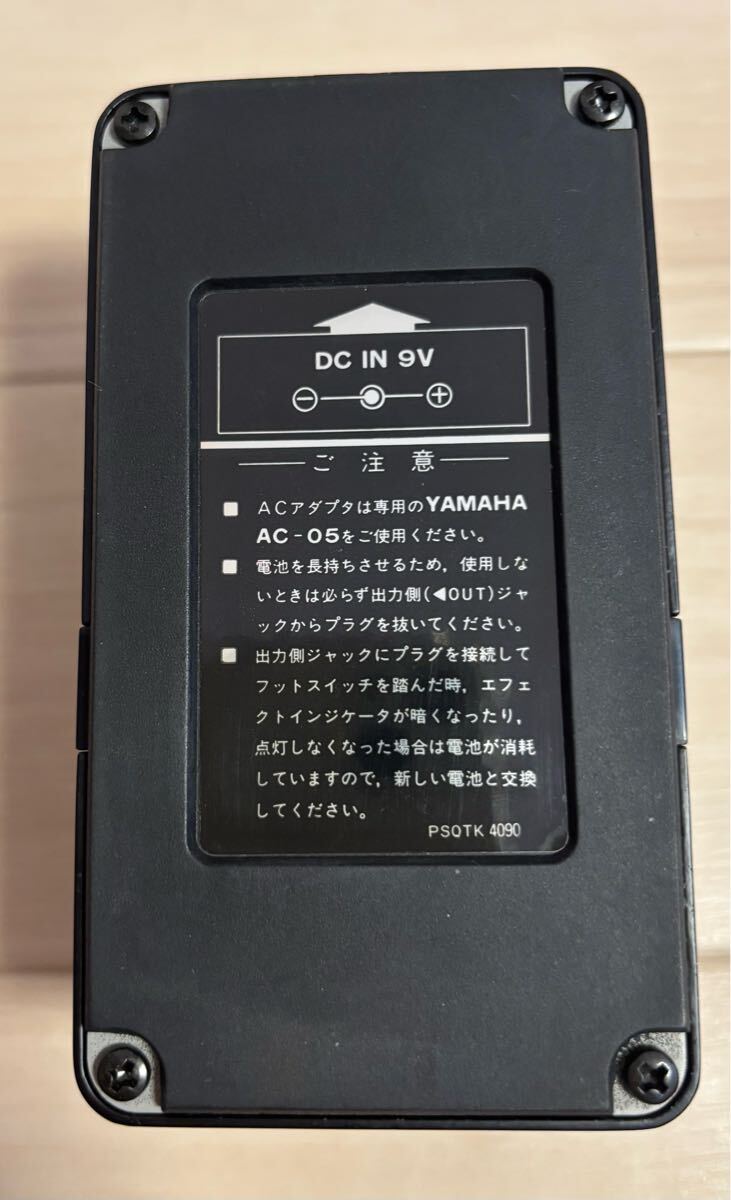 DC IN 9V
ご注意
■ ACアダプタは専用のYAMAHA
AC-05をご使用ください。
■ 電池を長持ちさせるため,使用しな
いときは必らず出力側(◀OUT)ジャ
ックからプラグを抜いてください。
■ 出力側ジャックにプラグを接続して
フットスイッチを踏んだ時,エフェ
クトインジケータが暗くなったり,
点灯しなくなった場合は電池が消耗
していますので,新しい電池と交換
してください。
PSQTK 4090